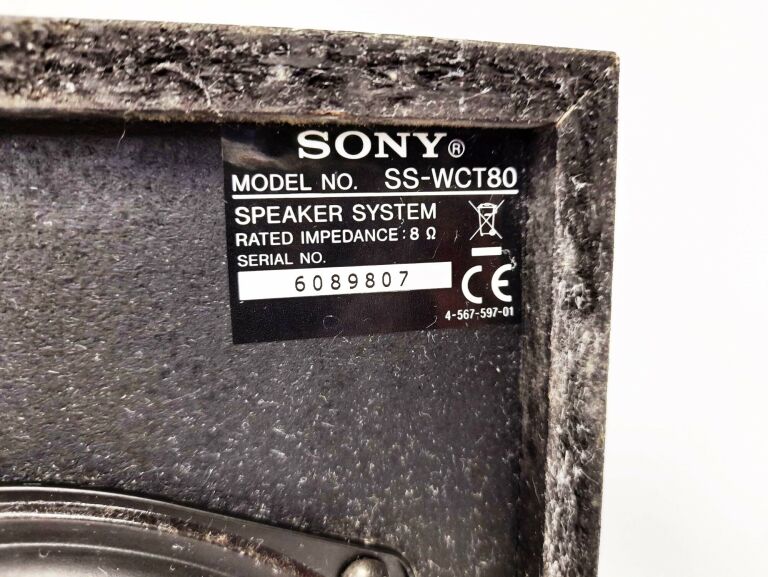 SONY®
MODEL NO. SS-WCT80
SPEAKER SYSTEM
RATED IMPEDANCE: 8 Ω
SERIAL NO.
6089807
CE
4-567-597-01